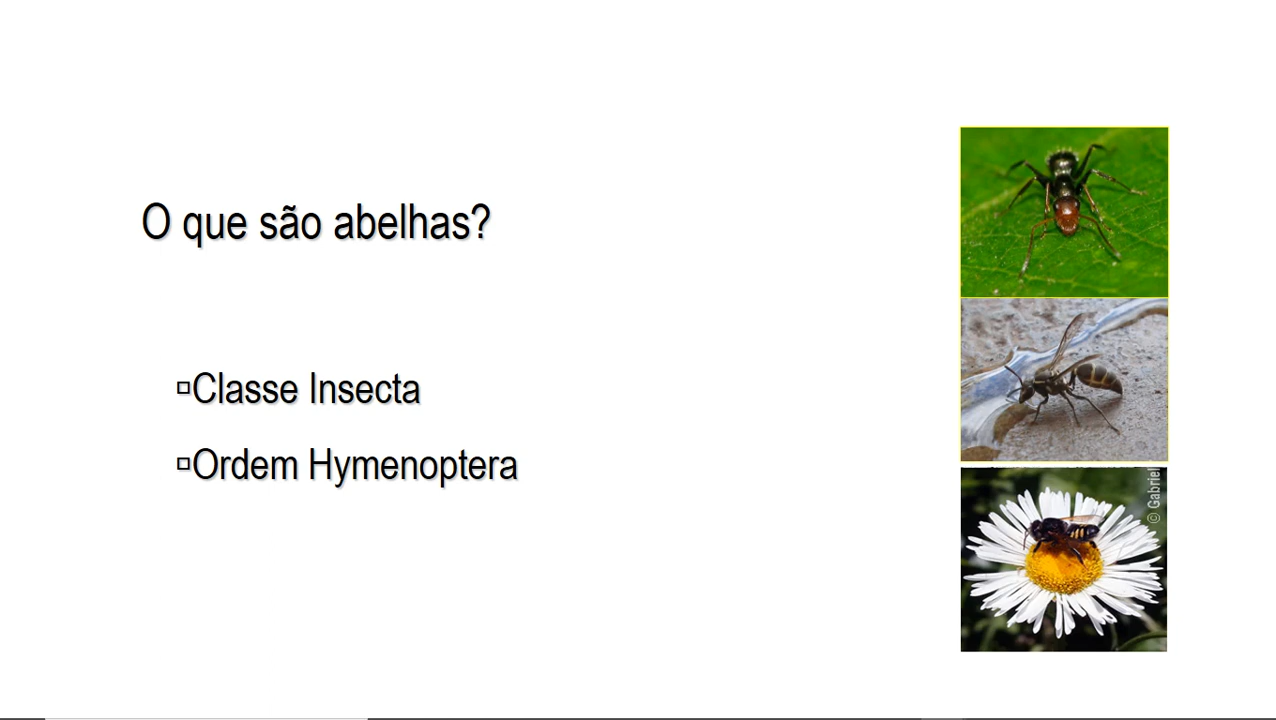 O que são abelhas?
▫Classe Insecta
▫Ordem Hymenoptera
© Gabriel